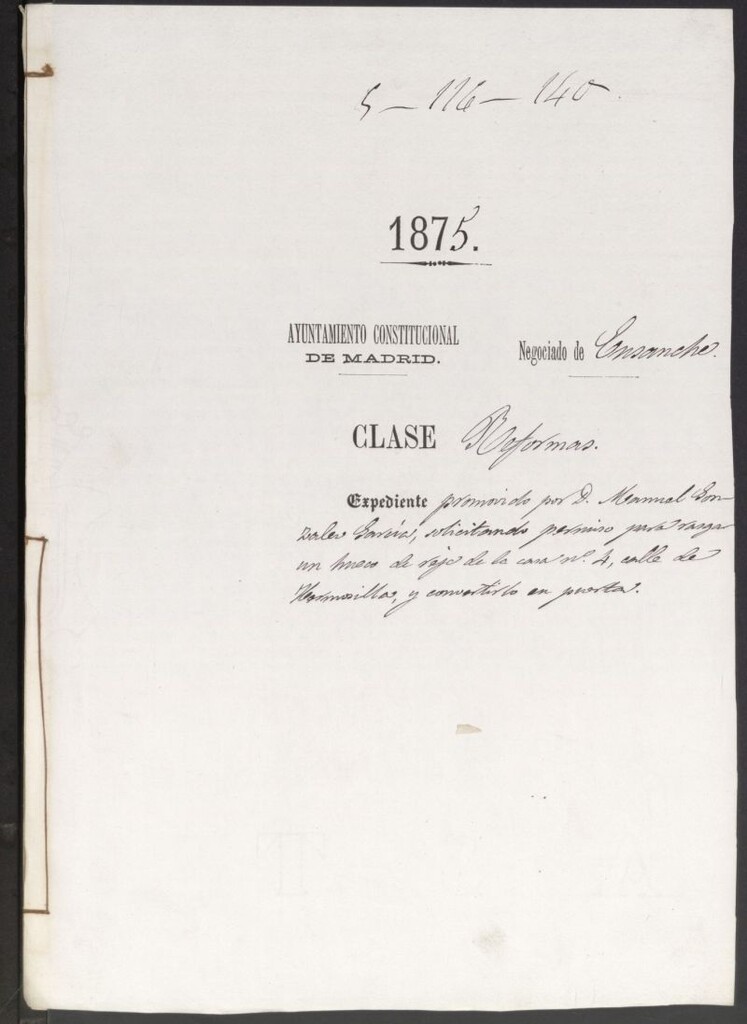 5 - 116 - 140.
1875.
AYUNTAMIENTO CONSTITUCIONAL
DE MADRID.
Negociado de Ensanche.
CLASE Reformas.
Expediente promovido por D. Manuel Gon-
zalez García, solicitando permiso para rasgar
un hueco de reja de la casa nº. 4, calle de
Hermosilla, y convertirlo en puerta.